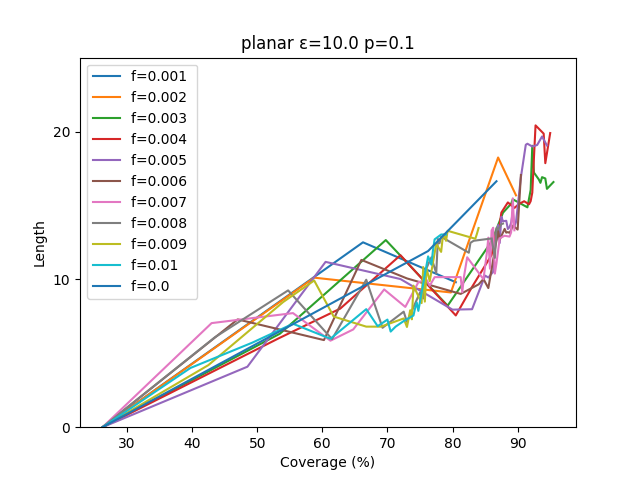 planar ε=10.0 p=0.1
f=0.001
f=0.002
f=0.003
f=0.004
f=0.005
f=0.006
f=0.007
f=0.008
f=0.009
f=0.01
f=0.0
Length
20
10
0
30 40 50 60 70 80 90
Coverage (%)